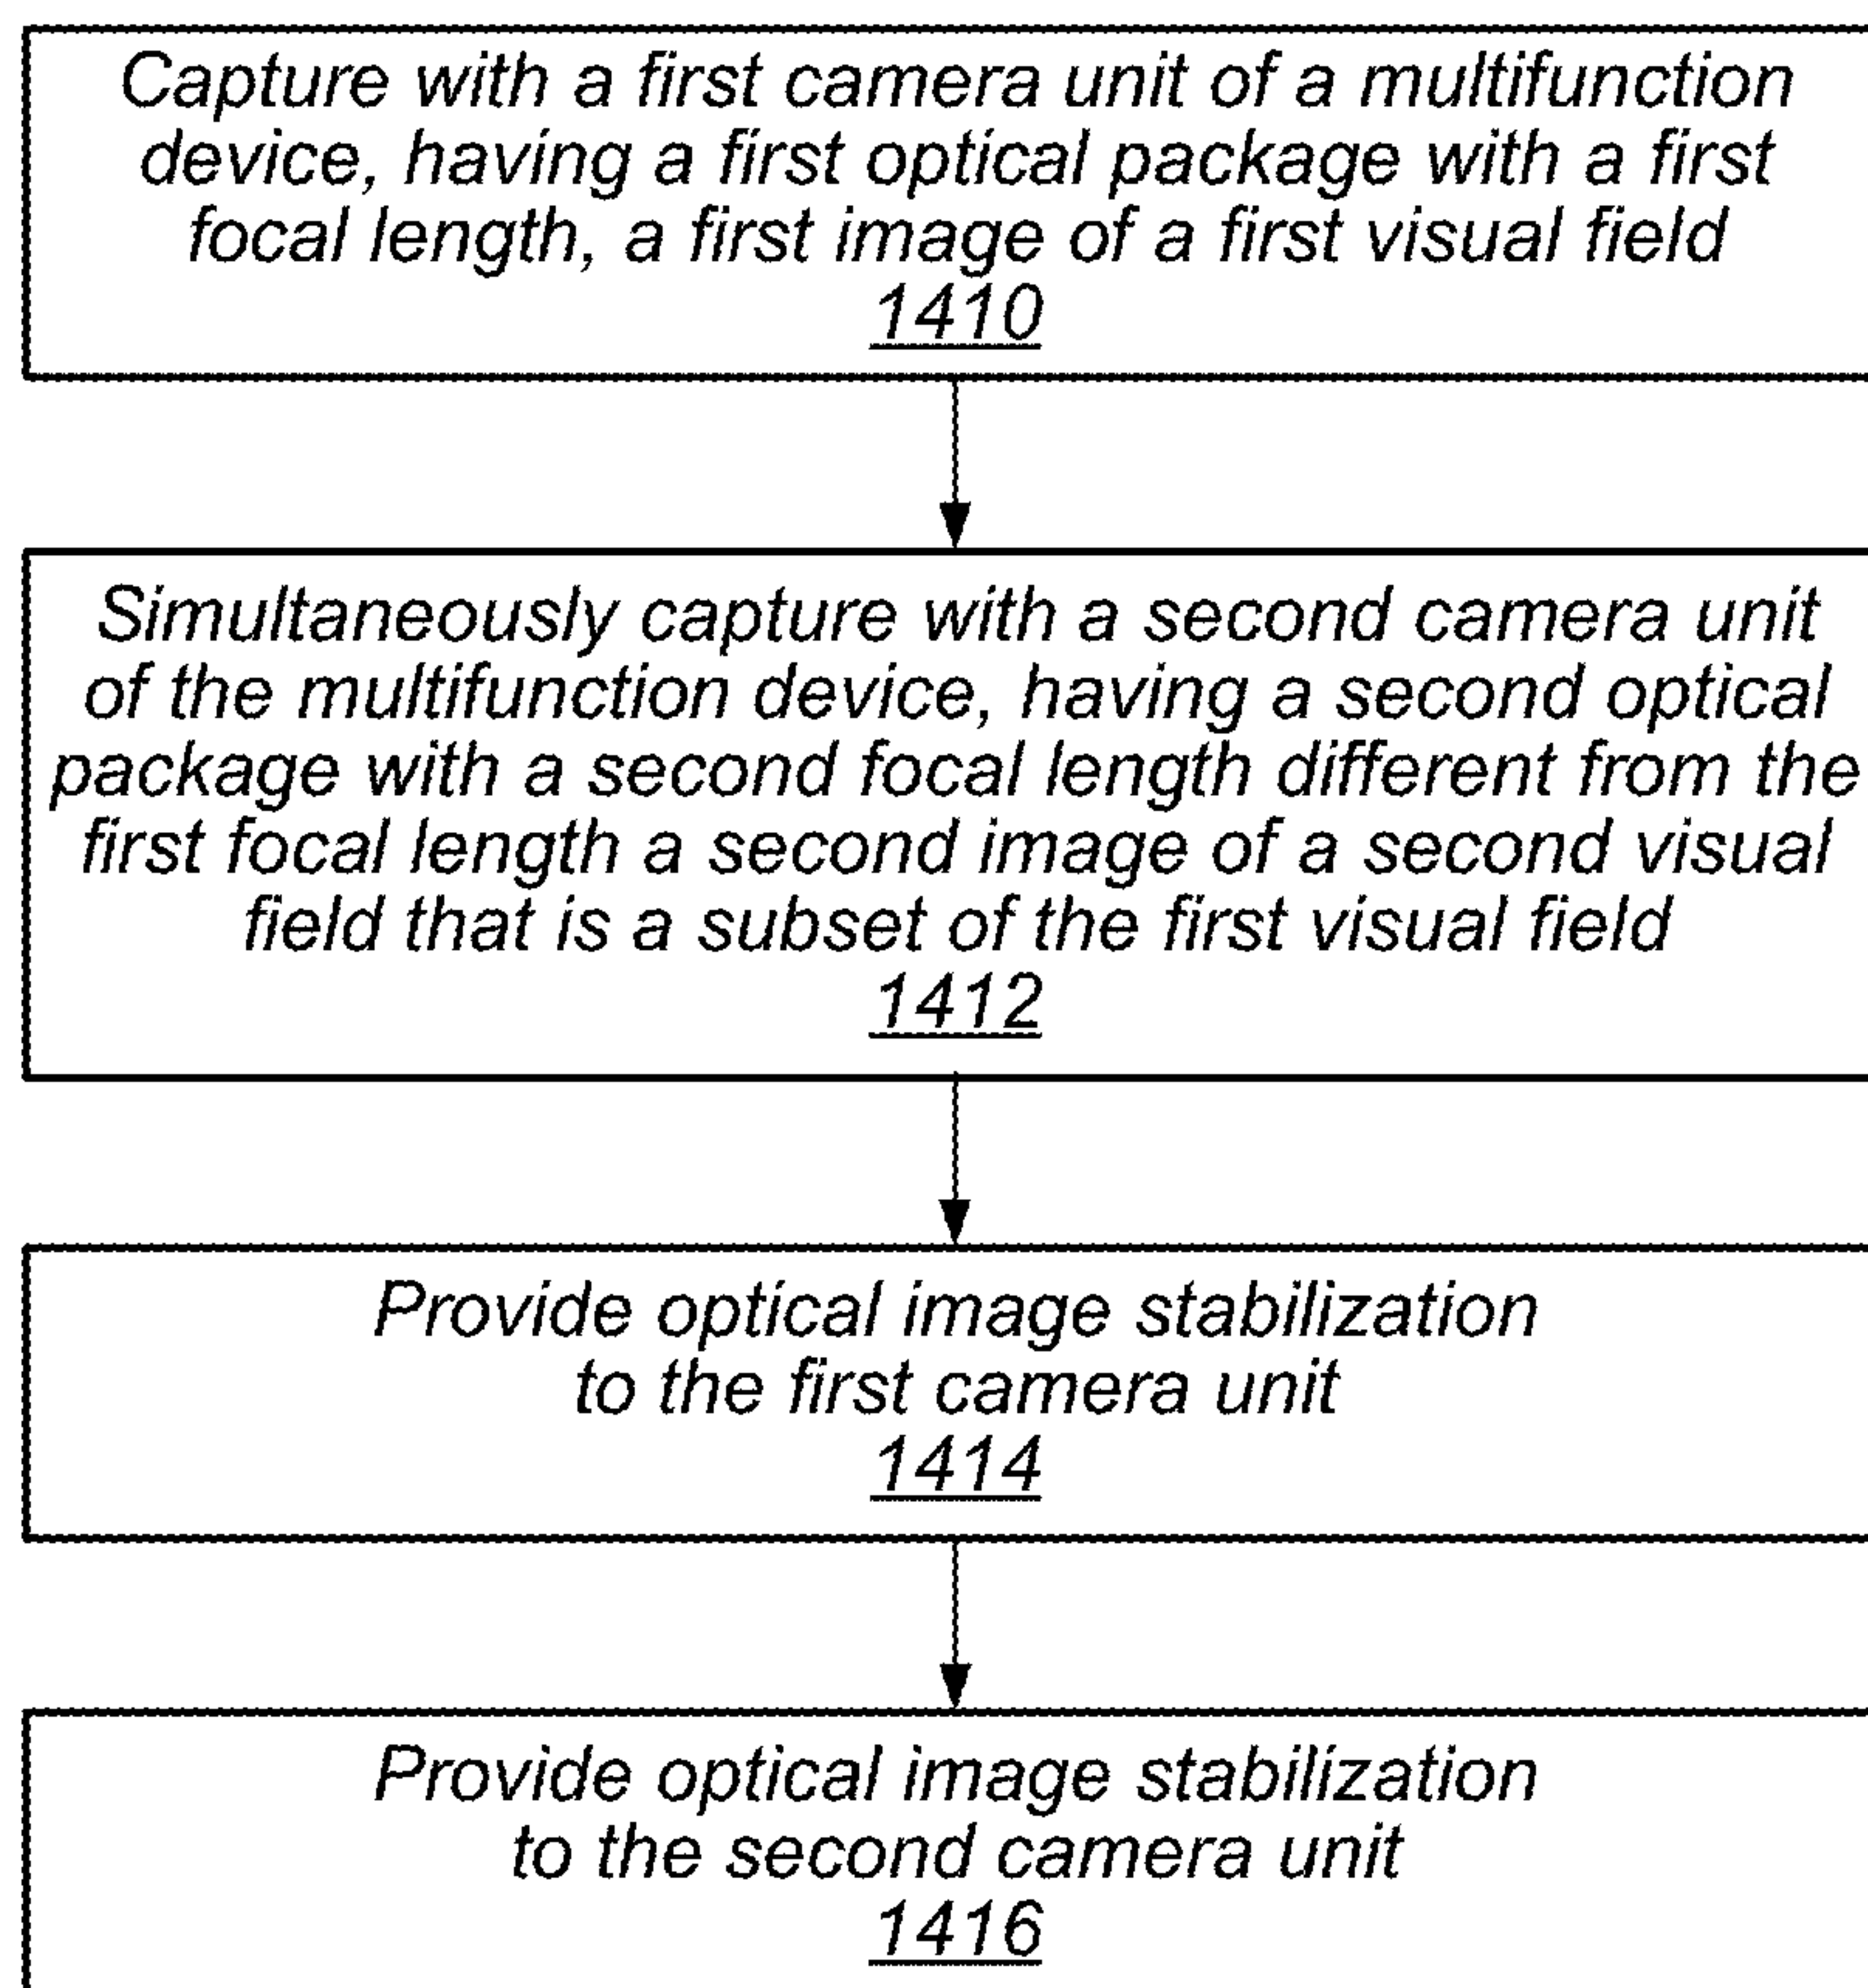 Capture with a first camera unit of a multifunction
device, having a first optical package with a first
focal length, a first image of a first visual field
1410
Simultaneously capture with a second camera unit
of the multifunction device, having a second optical
package with a second focal length different from the
first focal length a second image of a second visual
field that is a subset of the first visual field
1412
Provide optical image stabilization
to the first camera unit
1414
Provide optical image stabilization
to the second camera unit
1416